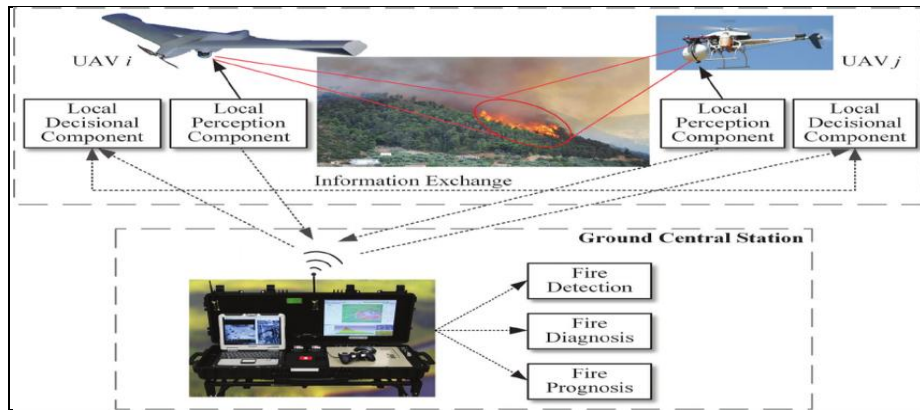 UAV i
UAV j
Local
Decisional
Component
Local
Perception
Component
Local
Perception
Component
Local
Decisional
Component
Information Exchange
Ground Central Station
Fire
Detection
Fire
Diagnosis
Fire
Prognosis